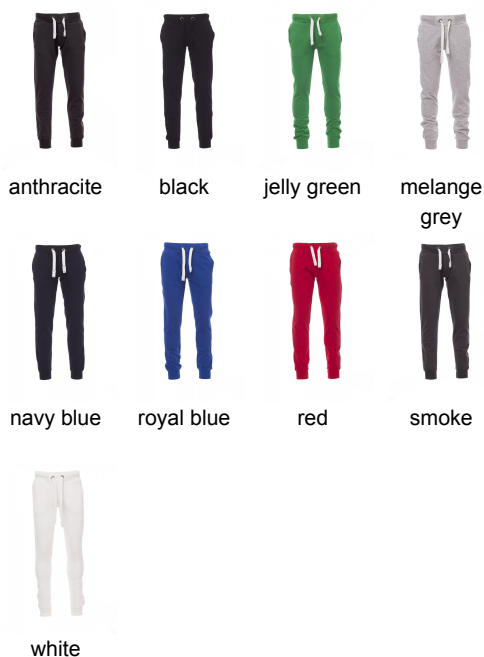 anthracite
black
jelly green
melange
grey
navy blue
royal blue
red
smoke
white